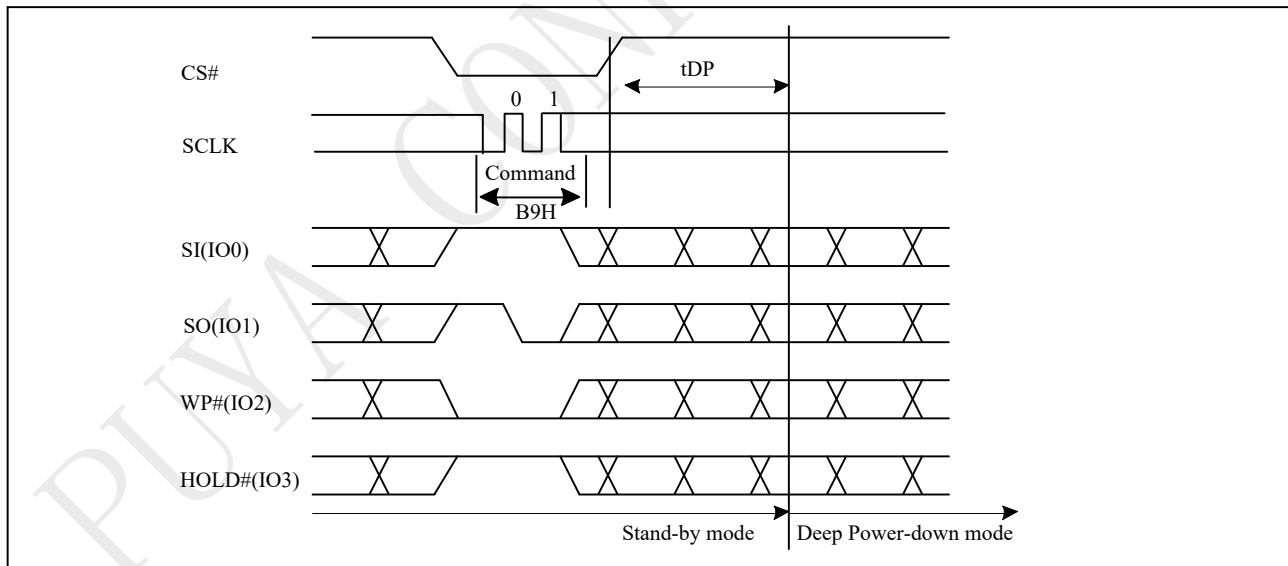 CS#
tDP
0 1
SCLK
Command
B9H
SI(IO0)
SO(IO1)
WP#(IO2)
HOLD#(IO3)
Stand-by mode Deep Power-down mode
PUYA